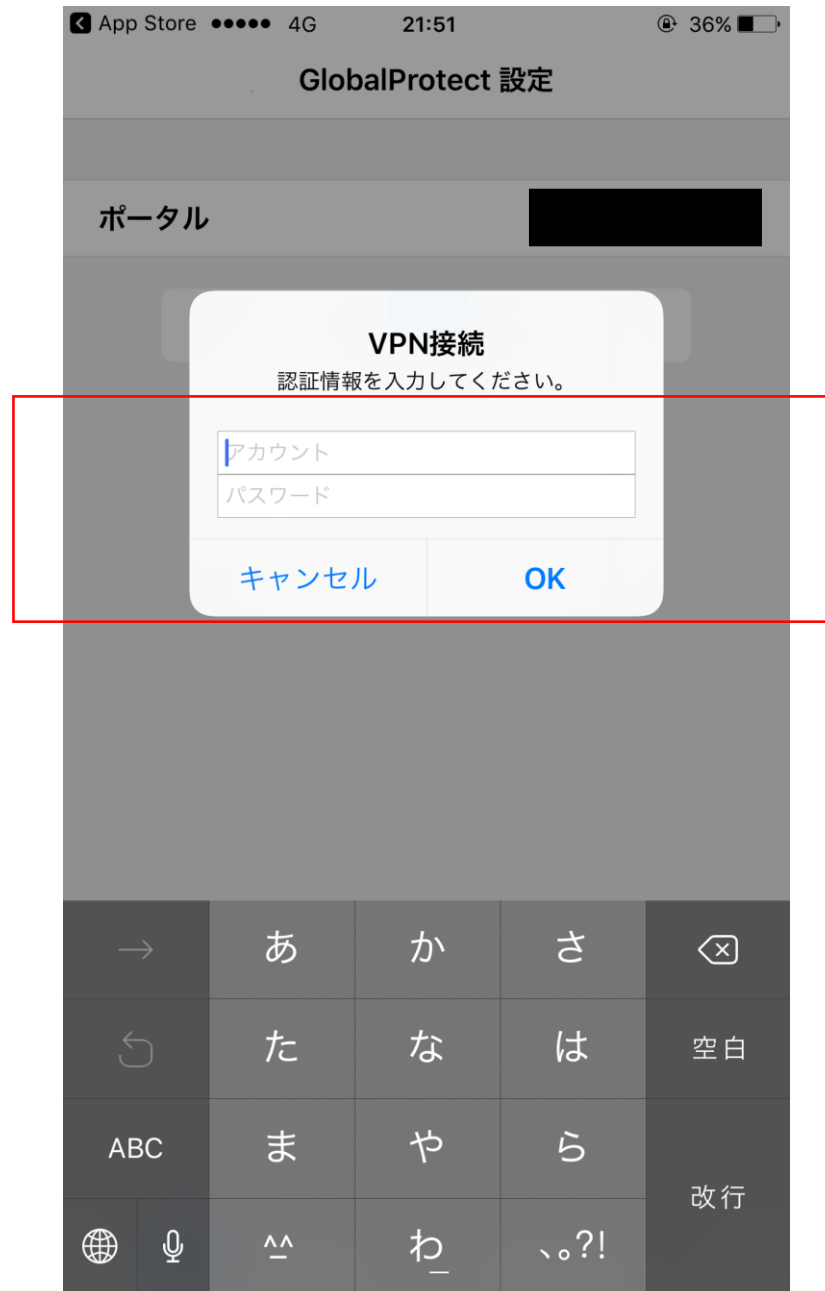 App Store 4G 21:51 36%
GlobalProtect 設定
ポータル
VPN接続
認証情報を入力してください。
アカウント
パスワード
キャンセル OK
→ あ か さ
た な は 空白
ABC ま や ら
改行
^_^ わ_ 、。?!